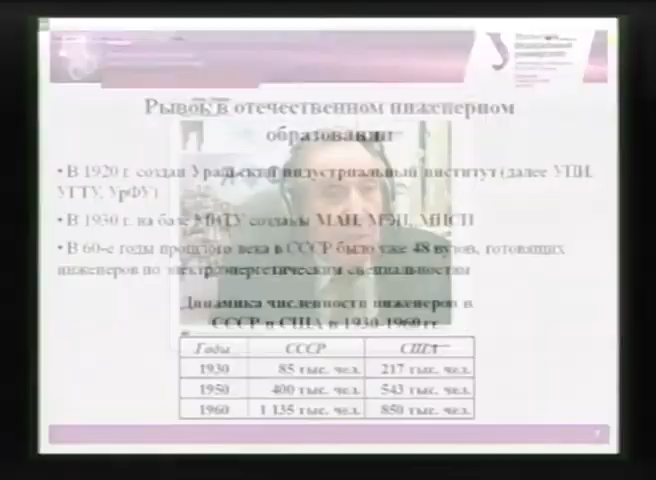 Рывок в отечественном инженерном
образовании
• В 1920 г. создан Уральский индустриальный институт (далее УПИ,
УГТУ, УрФУ)
• В 1930 г. на базе МВТУ созданы МАИ, МЭИ, МИСИ
• В 60-е годы прошлого века в СССР было уже 48 вузов, готовящих
инженеров по электроэнергетическим специальностям
Динамика численности инженеров в
СССР и США в 1930-1960 гг.
Годы СССР США
1930 85 тыс. чел. 217 тыс. чел.
1950 400 тыс. чел. 543 тыс. чел.
1960 1 135 тыс. чел. 850 тыс. чел.